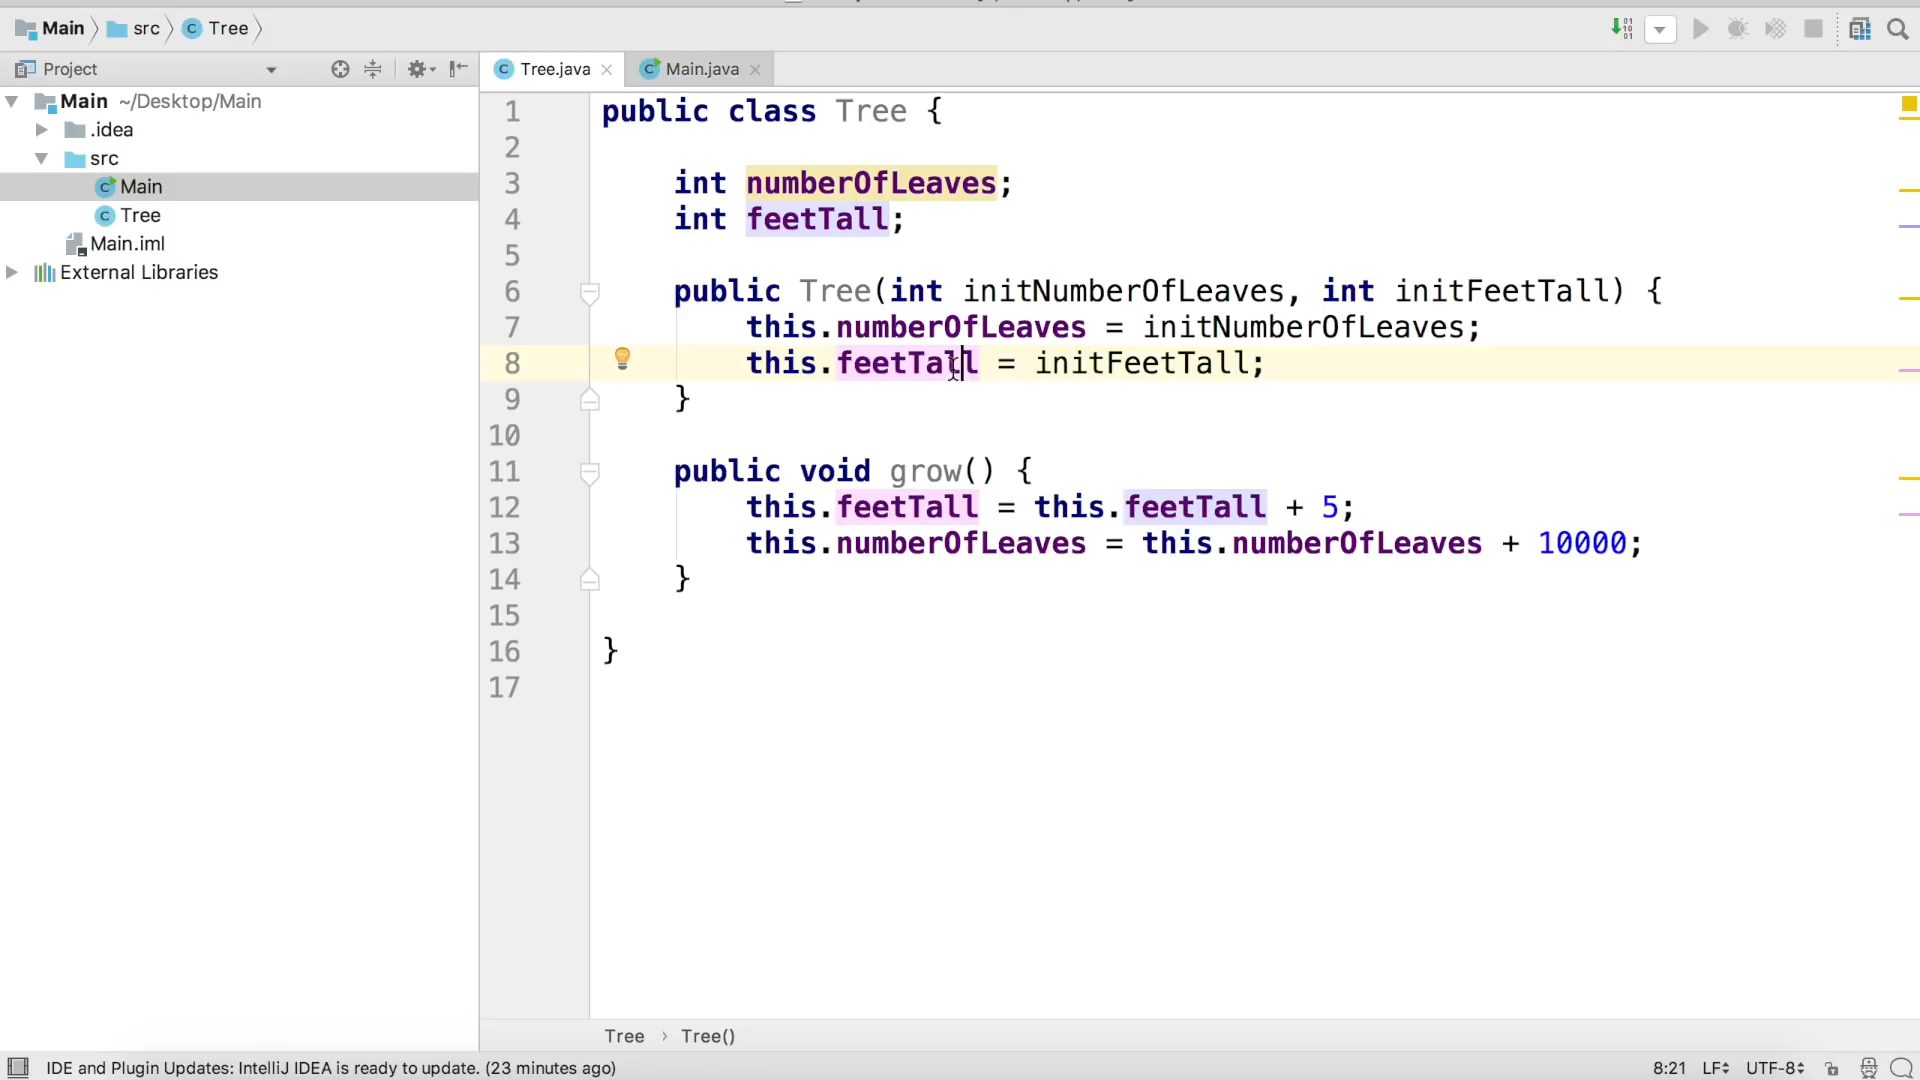 Main src Tree
Project
Tree.java Main.java
Main ~/Desktop/Main
.idea
src
Main
Tree
Main.iml
External Libraries
1 public class Tree {
2
3 int numberOfLeaves;
4 int feetTall;
5
6 public Tree(int initNumberOfLeaves, int initFeetTall) {
7 this.numberOfLeaves = initNumberOfLeaves;
8 this.feetTall = initFeetTall;
9 }
10
11 public void grow() {
12 this.feetTall = this.feetTall + 5;
13 this.numberOfLeaves = this.numberOfLeaves + 10000;
14 }
15
16 }
17
Tree › Tree()
IDE and Plugin Updates: IntelliJ IDEA is ready to update. (23 minutes ago) 8:21 LF UTF-8